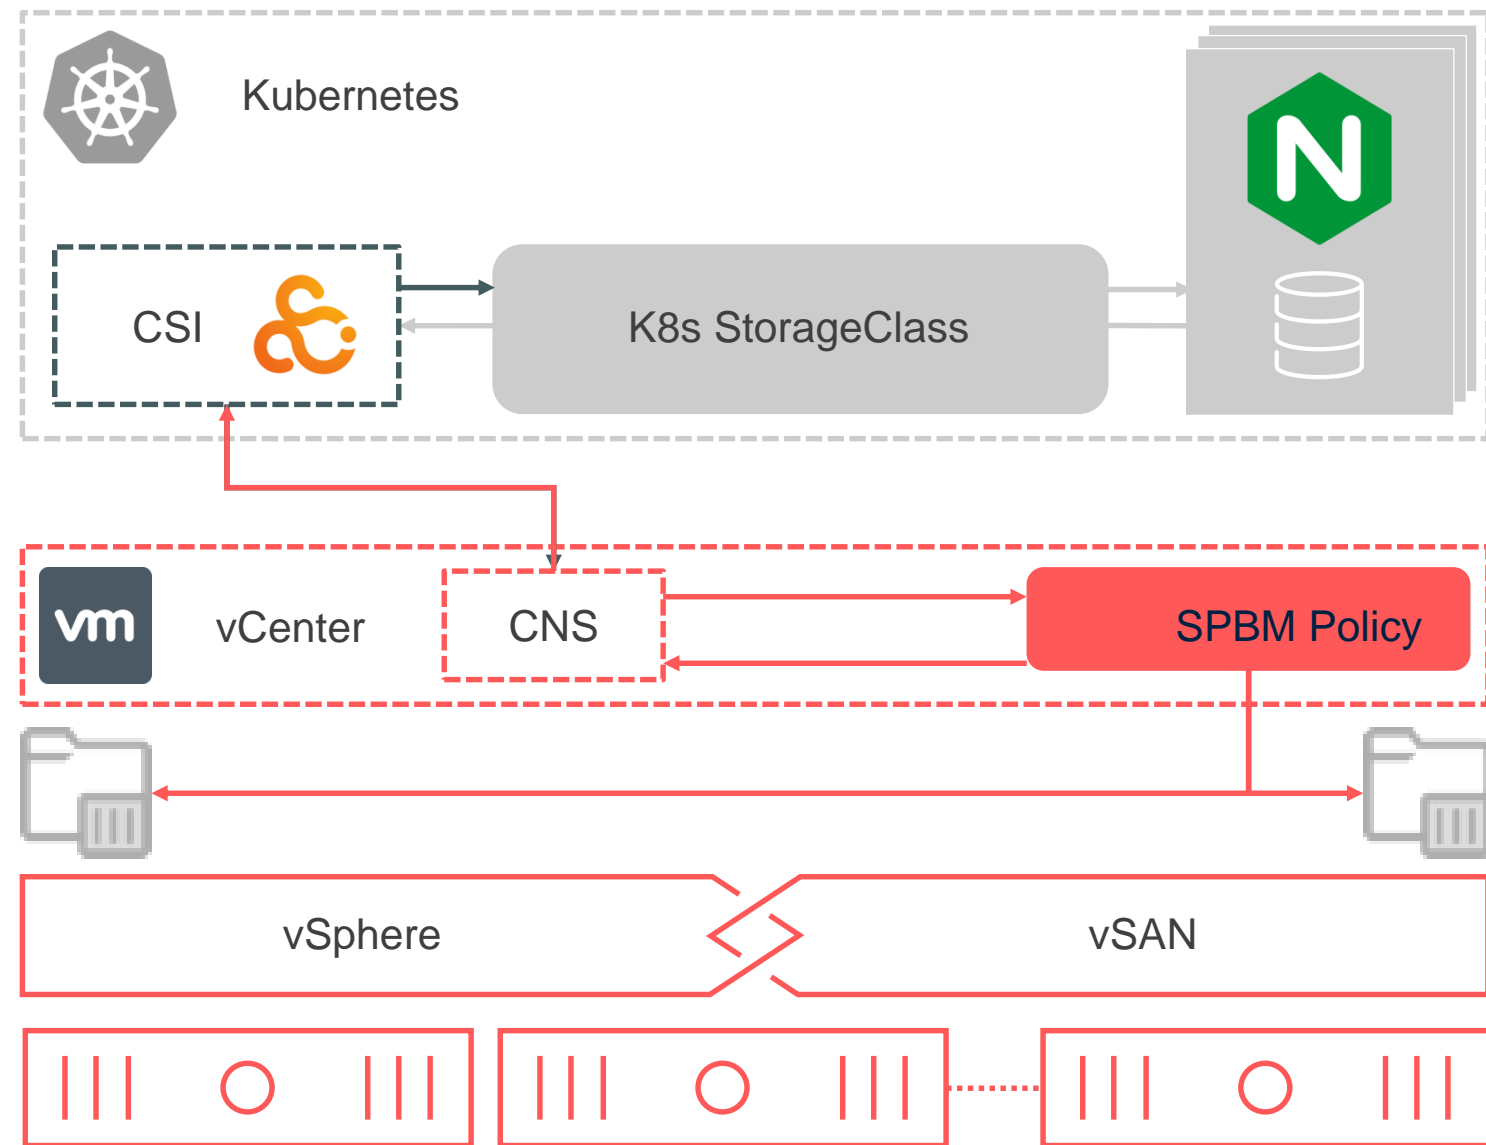 Kubernetes
N
CSI
K8s StorageClass
vm
vCenter
CNS
SPBM Policy
vSphere
vSAN